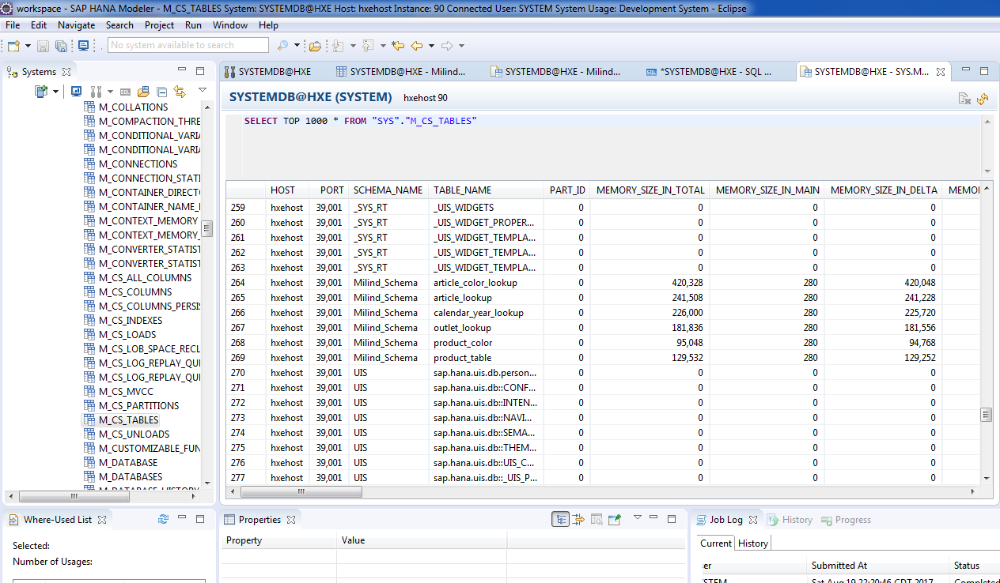 workspace - SAP HANA Modeler - M_CS_TABLES System: SYSTEMDB@HXE Host: hxehost Instance: 90 Connected User: SYSTEM System Usage: Development System - Eclipse
File Edit Navigate Search Project Run Window Help
No system available to search
Systems
SYSTEMDB@HXE
SYSTEMDB@HXE - Milind...
SYSTEMDB@HXE - Milind...
*SYSTEMDB@HXE - SQL ...
SYSTEMDB@HXE - SYS.M...
M_COLLATIONS
M_COMPACTION_THRE
M_CONDITIONAL_VARIA
M_CONDITIONAL_VARIA
M_CONNECTIONS
M_CONNECTION_STATI
M_CONTAINER_DIRECT
M_CONTAINER_NAME_
M_CONTEXT_MEMORY
M_CONTEXT_MEMORY_
M_CONVERTER_STATIST
M_CONVERTER_STATIST
M_CS_ALL_COLUMNS
M_CS_COLUMNS
M_CS_COLUMNS_PERSI
M_CS_INDEXES
M_CS_LOADS
M_CS_LOB_SPACE_RECL
M_CS_LOG_REPLAY_QUI
M_CS_LOG_REPLAY_QUI
M_CS_MVCC
M_CS_PARTITIONS
M_CS_TABLES
M_CS_UNLOADS
M_CUSTOMIZABLE_FUN
M_DATABASE
M_DATABASES
M_DATABASE_HISTORY
SYSTEMDB@HXE (SYSTEM) hxehost 90
SELECT TOP 1000 * FROM "SYS"."M_CS_TABLES"
HOST PORT SCHEMA_NAME TABLE_NAME PART_ID MEMORY_SIZE_IN_TOTAL MEMORY_SIZE_IN_MAIN MEMORY_SIZE_IN_DELTA MEMOI
259 hxehost 39,001 _SYS_RT _UIS_WIDGETS 0 0 0 0
260 hxehost 39,001 _SYS_RT _UIS_WIDGET_PROPER... 0 0 0 0
261 hxehost 39,001 _SYS_RT _UIS_WIDGET_TEMPLA... 0 0 0 0
262 hxehost 39,001 _SYS_RT _UIS_WIDGET_TEMPLA... 0 0 0 0
263 hxehost 39,001 _SYS_RT _UIS_WIDGET_TEMPLA... 0 0 0 0
264 hxehost 39,001 Milind_Schema article_color_lookup 0 420,328 280 420,048
265 hxehost 39,001 Milind_Schema article_lookup 0 241,508 280 241,228
266 hxehost 39,001 Milind_Schema calendar_year_lookup 0 226,000 280 225,720
267 hxehost 39,001 Milind_Schema outlet_lookup 0 181,836 280 181,556
268 hxehost 39,001 Milind_Schema product_color 0 95,048 280 94,768
269 hxehost 39,001 Milind_Schema product_table 0 129,532 280 129,252
270 hxehost 39,001 UIS sap.hana.uis.db.person... 0 0 0 0
271 hxehost 39,001 UIS sap.hana.uis.db::CONF... 0 0 0 0
272 hxehost 39,001 UIS sap.hana.uis.db::INTEN... 0 0 0 0
273 hxehost 39,001 UIS sap.hana.uis.db::NAVI... 0 0 0 0
274 hxehost 39,001 UIS sap.hana.uis.db::SEMA... 0 0 0 0
275 hxehost 39,001 UIS sap.hana.uis.db::THEM... 0 0 0 0
276 hxehost 39,001 UIS sap.hana.uis.db::UIS_C... 0 0 0 0
277 hxehost 39,001 UIS sap.hana.uis.db::_UIS_P... 0 0 0 0
Where-Used List
Selected:
Number of Usages:
Properties
Property Value
Job Log History Progress
Current History
ser Submitted At Status
STEM Sat Aug 19 22:20:46 CDT 2017 Completed